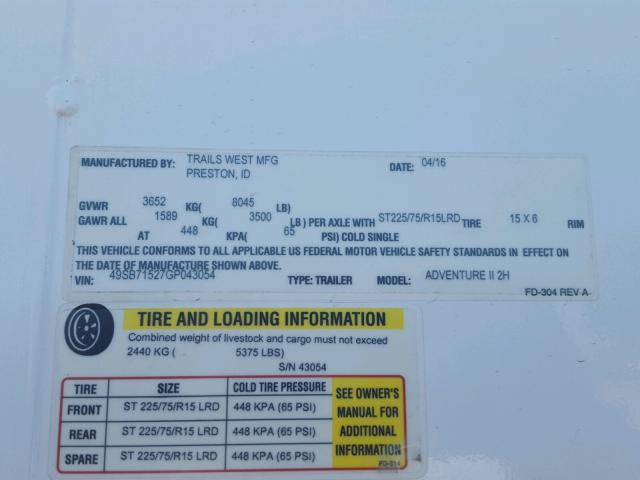 MANUFACTURED BY: TRAILS WEST MFG DATE: 04/16
PRESTON, ID
GVWR 3652 KG( 8045 LB)
GAWR ALL 1589 KG( 3500 LB ) PER AXLE WITH ST225/75/R15LRD TIRE 15 X 6 RIM
AT 448 KPA( 65 PSI) COLD SINGLE
THIS VEHICLE CONFORMS TO ALL APPLICABLE US FEDERAL MOTOR VEHICLE SAFETY STANDARDS IN EFFECT ON
THE DATE OF MANUFACTURE SHOWN ABOVE.
VIN: 49SB71527GP043054 TYPE: TRAILER MODEL: ADVENTURE II 2H
FD-304 REV A
TIRE AND LOADING INFORMATION
Combined weight of livestock and cargo must not exceed
2440 KG ( 5375 LBS)
S/N 43054
TIRE SIZE COLD TIRE PRESSURE
FRONT ST 225/75/R15 LRD 448 KPA (65 PSI)
REAR ST 225/75/R15 LRD 448 KPA (65 PSI)
SPARE ST 225/75/R15 LRD 448 KPA (65 PSI)
SEE OWNER'S
MANUAL FOR
ADDITIONAL
INFORMATION
FD-314